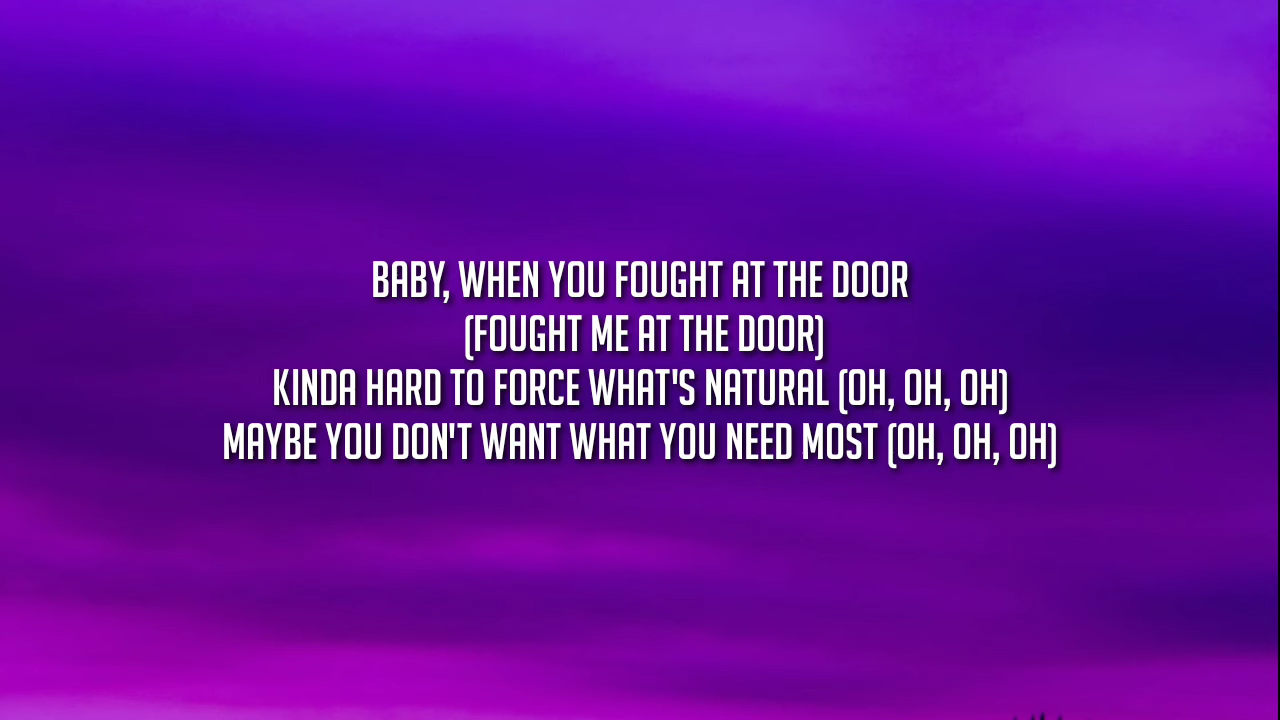 BABY, WHEN YOU FOUGHT AT THE DOOR
(FOUGHT ME AT THE DOOR)
KINDA HARD TO FORCE WHAT'S NATURAL (OH, OH, OH)
MAYBE YOU DON'T WANT WHAT YOU NEED MOST (OH, OH, OH)